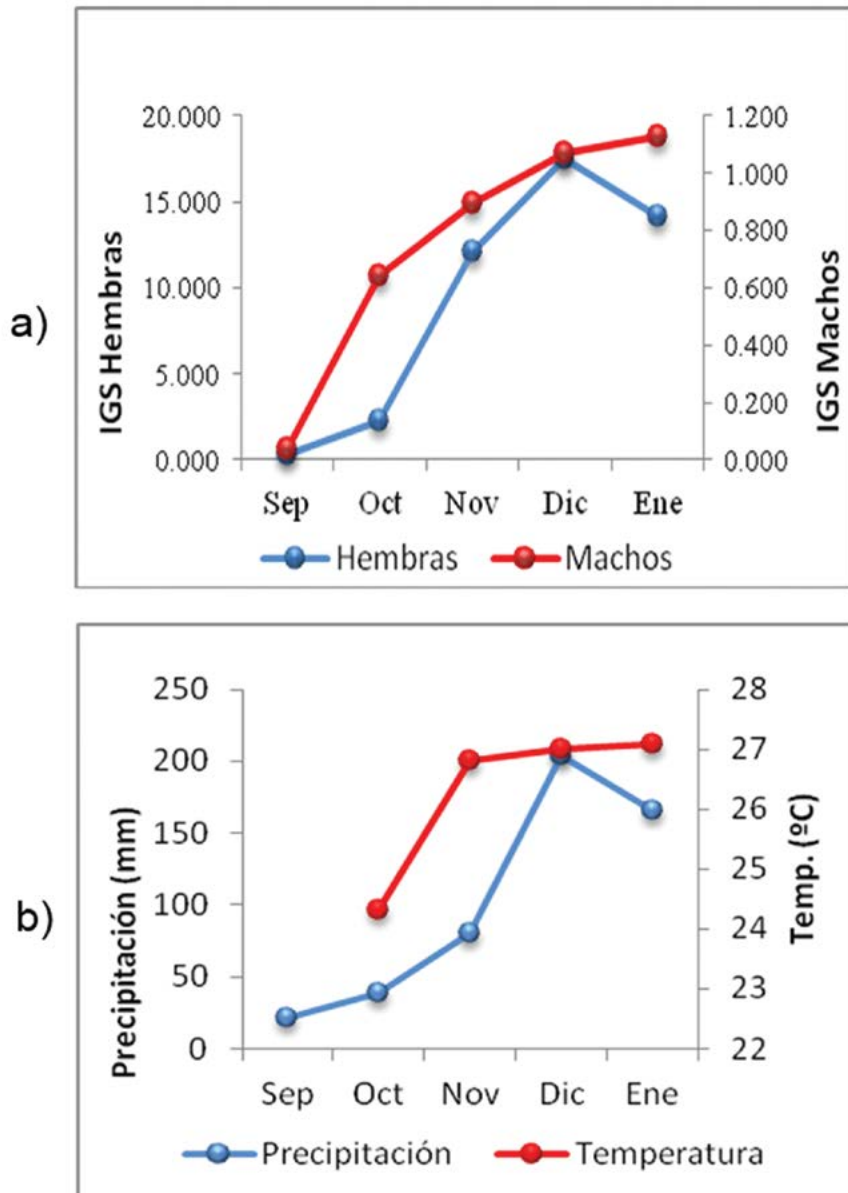 a)
IGS Hembras
20.000
15.000
10.000
5.000
0.000
1.200
1.000
0.800
0.600
0.400
0.200
0.000
IGS Machos
Sep Oct Nov Dic Ene
Hembras Machos
b)
Precipitación (mm)
250
200
150
100
50
0
28
27
26
25
24
23
22
Temp. (ºC)
Sep Oct Nov Dic Ene
Precipitación Temperatura